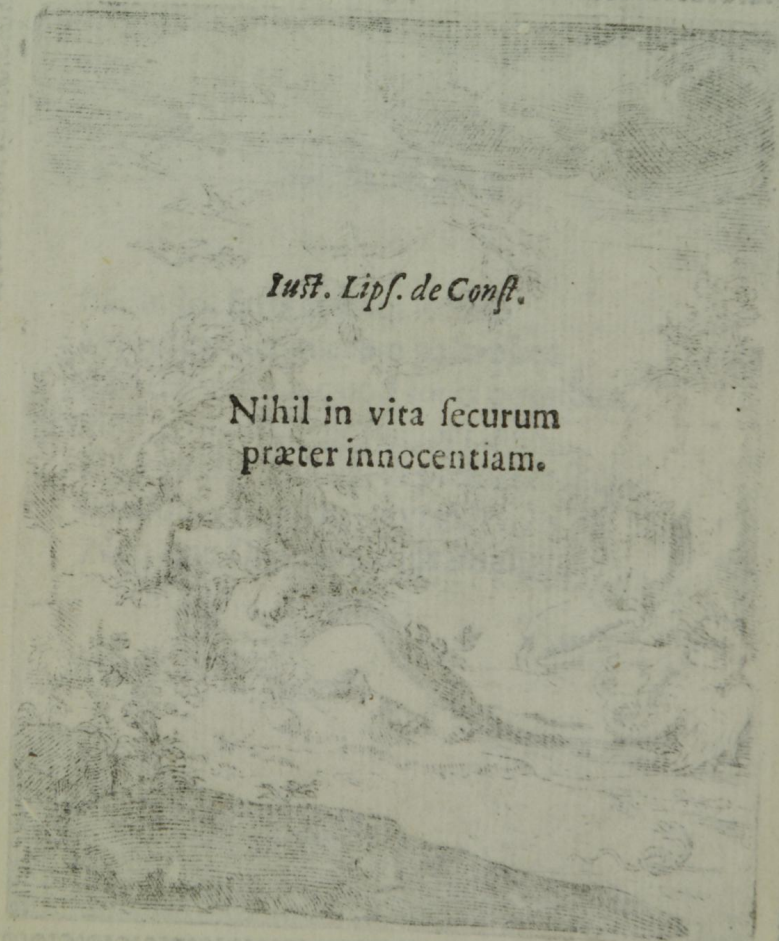 Iuſt. Lipſ. de Conſt.
Nihil in vita ſecurum
præter innocentiam.